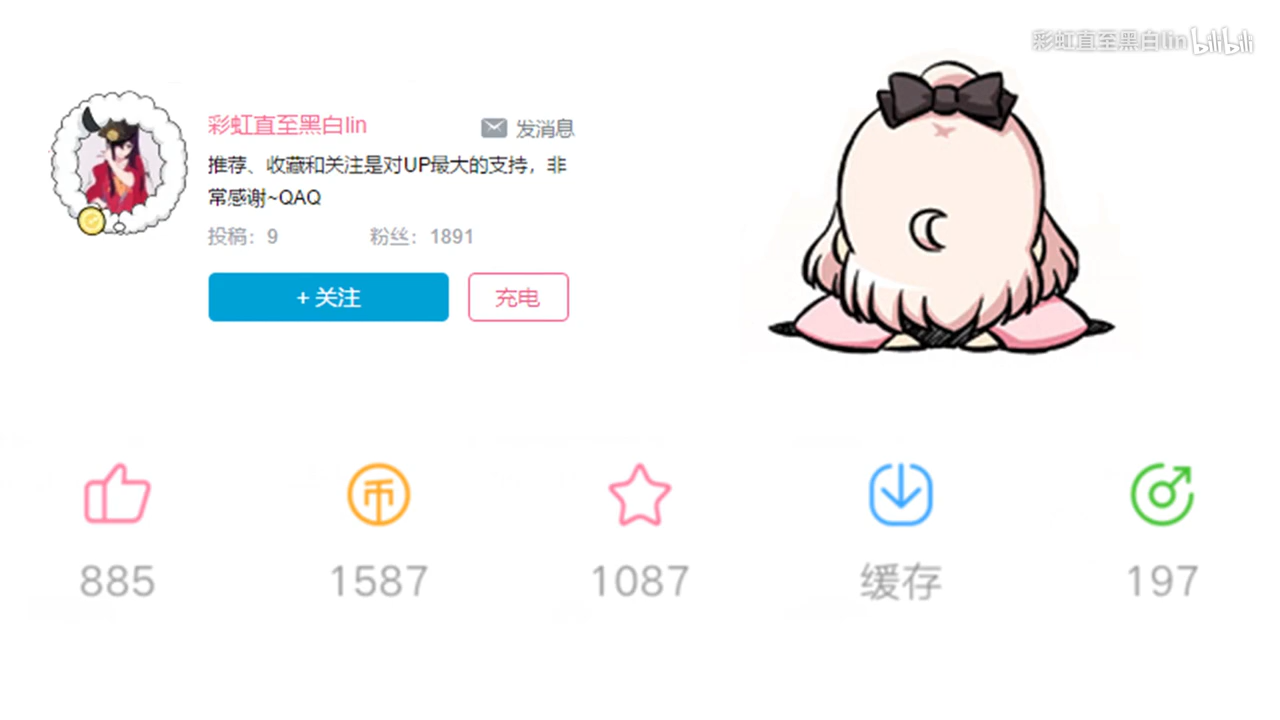 彩虹直至黑白lin bilibili
彩虹直至黑白lin
发消息
推荐、收藏和关注是对UP最大的支持，非
常感谢~QAQ
投稿：9 粉丝：1891
+ 关注 充电
币
885 1587 1087 缓存 197